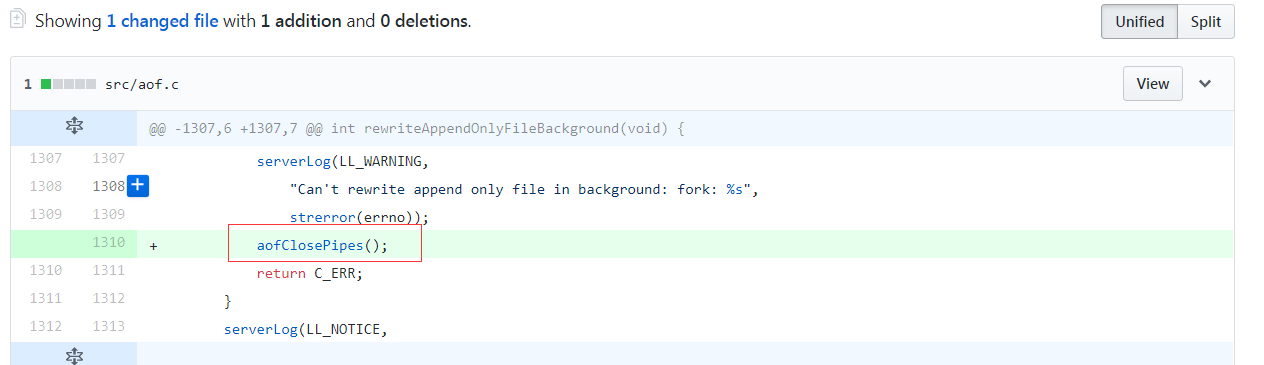 Showing 1 changed file with 1 addition and 0 deletions.
Unified Split
1 src/aof.c View
@@ -1307,6 +1307,7 @@ int rewriteAppendOnlyFileBackground(void) {
1307 1307 serverLog(LL_WARNING,
1308 1308 "Can't rewrite append only file in background: fork: %s",
1309 1309 strerror(errno));
1310 + aofClosePipes();
1310 1311 return C_ERR;
1311 1312 }
1312 1313 serverLog(LL_NOTICE,